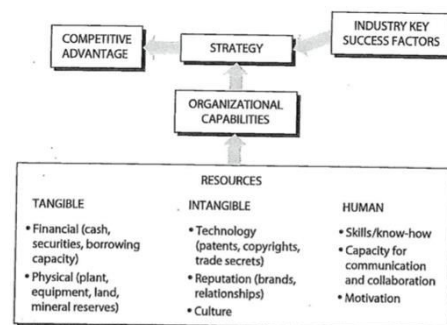 COMPETITIVE
ADVANTAGE
STRATEGY
INDUSTRY KEY
SUCCESS FACTORS
ORGANIZATIONAL
CAPABILITIES
RESOURCES
TANGIBLE
• Financial (cash,
securities, borrowing
capacity)
• Physical (plant,
equipment, land,
mineral reserves)
INTANGIBLE
• Technology
(patents, copyrights,
trade secrets)
• Reputation (brands,
relationships)
• Culture
HUMAN
• Skills/know-how
• Capacity for
communication
and collaboration
• Motivation